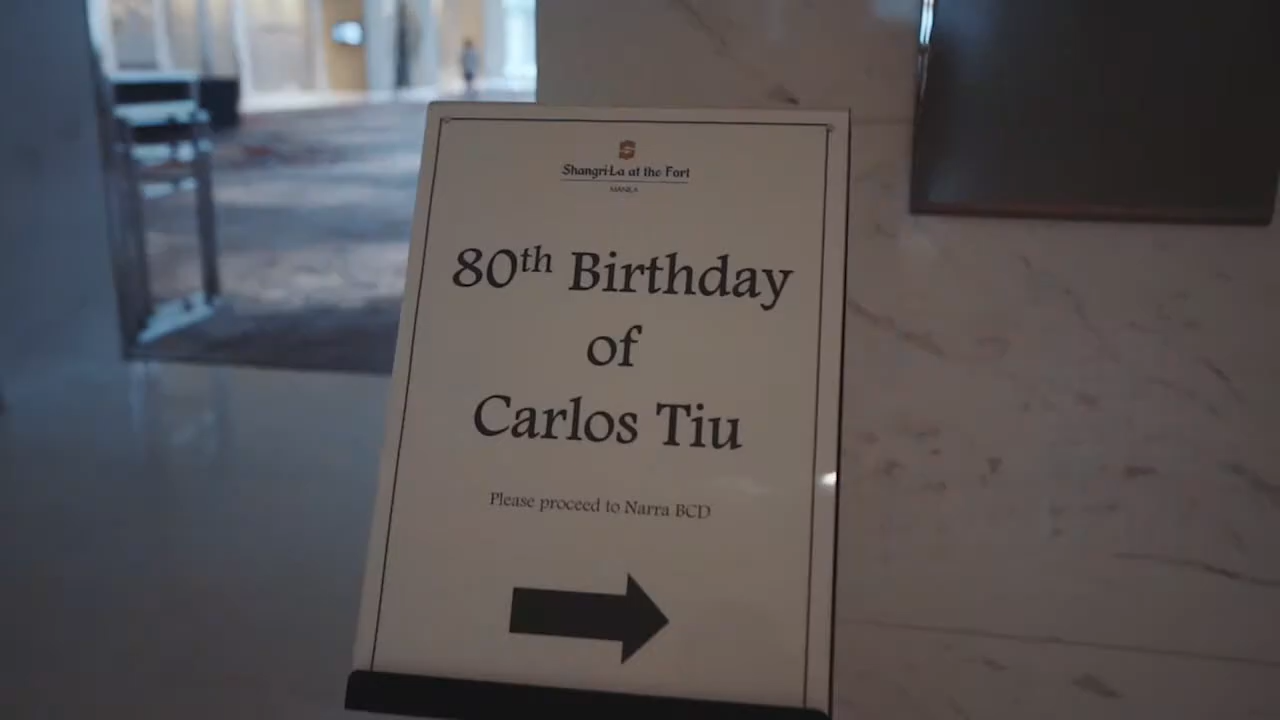 Shangri-La at the Fort
MANILA
80th Birthday
of
Carlos Tiu
Please proceed to Narra BCD